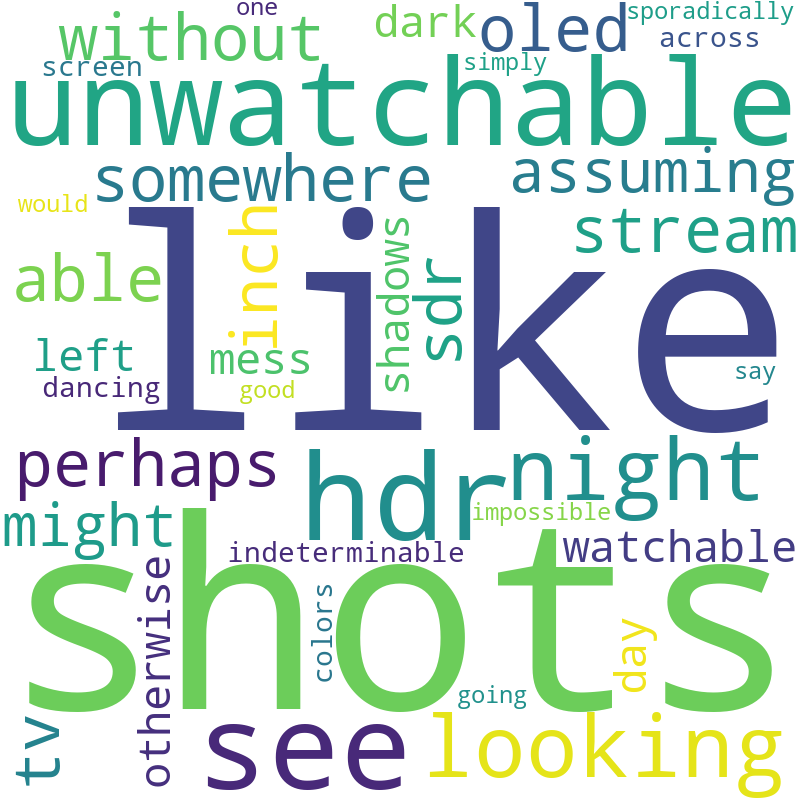 one
sporadically
without
dark
oled
across
screen
simply
unwatchable
somewhere
assuming
would
like
inch
shadows
stream
able
sdr
left
mess
dancing
good
say
perhaps
hdr
night
might
shots
impossible
indeterminable
watchable
otherwise
colors
day
going
tv
see
looking